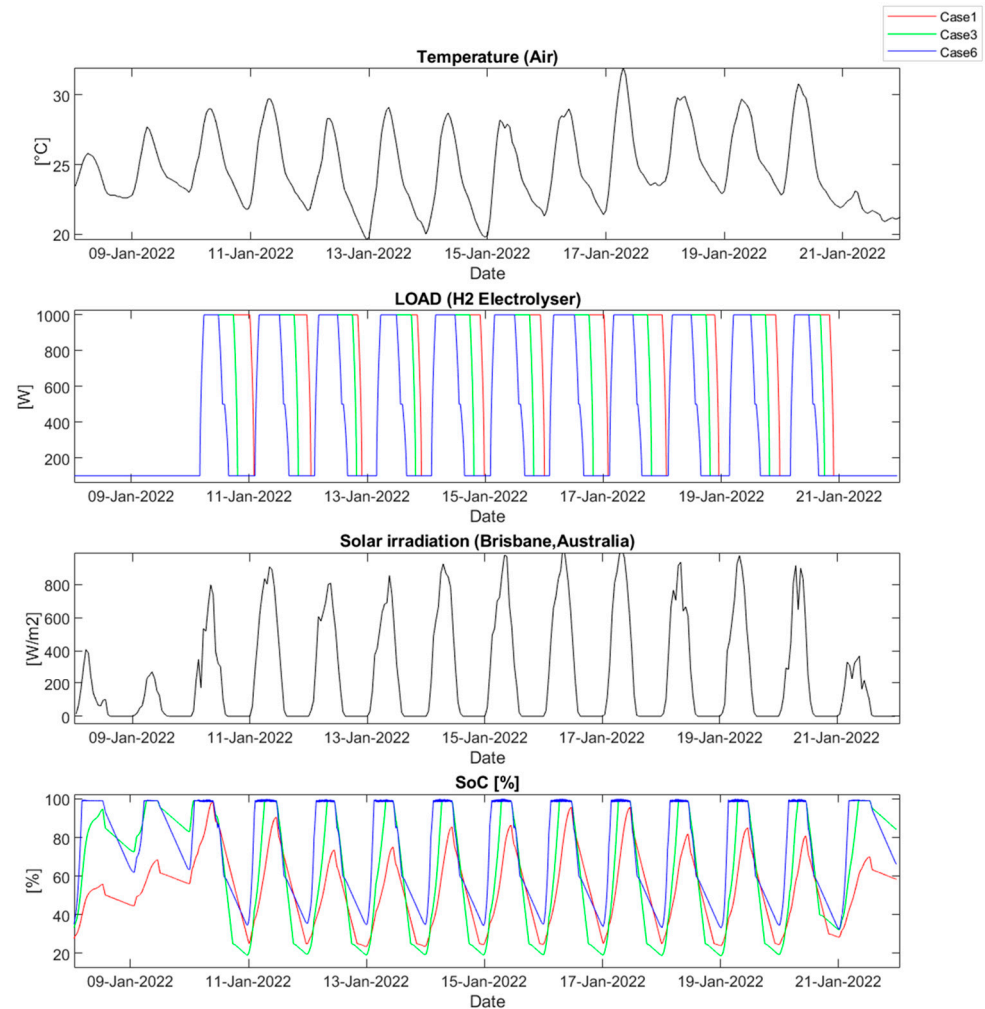 Case1
Case3
Case6
Temperature (Air)
30
25
20
[°C]
09-Jan-2022 11-Jan-2022 13-Jan-2022 15-Jan-2022 17-Jan-2022 19-Jan-2022 21-Jan-2022
Date
LOAD (H2 Electrolyser)
1000
800
600
400
200
[W]
09-Jan-2022 11-Jan-2022 13-Jan-2022 15-Jan-2022 17-Jan-2022 19-Jan-2022 21-Jan-2022
Date
Solar irradiation (Brisbane,Australia)
800
600
400
200
0
[W/m2]
09-Jan-2022 11-Jan-2022 13-Jan-2022 15-Jan-2022 17-Jan-2022 19-Jan-2022 21-Jan-2022
Date
SoC [%]
100
80
60
40
20
[%]
09-Jan-2022 11-Jan-2022 13-Jan-2022 15-Jan-2022 17-Jan-2022 19-Jan-2022 21-Jan-2022
Date